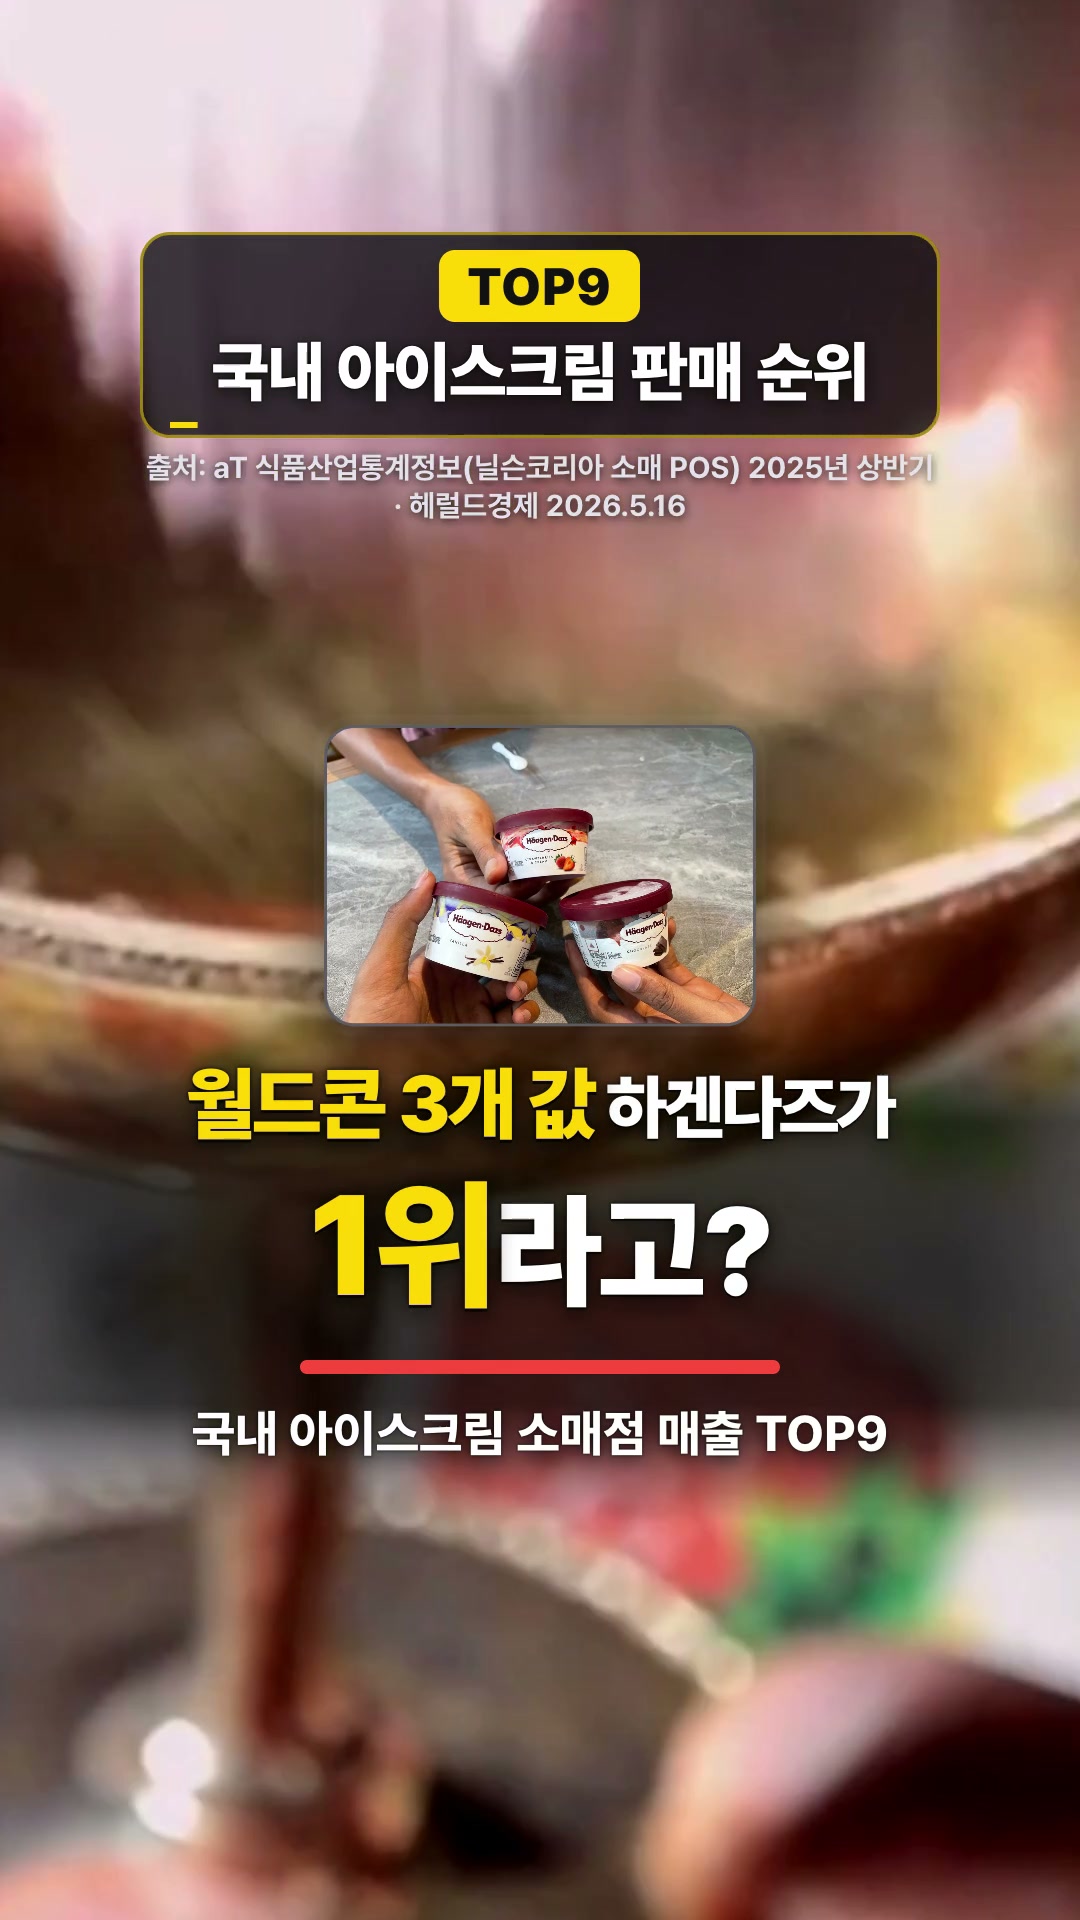 TOP9
국내 아이스크림 판매 순위
출처: aT 식품산업통계정보(닐슨코리아 소매 POS) 2025년 상반기
· 헤럴드경제 2026.5.16
Häagen-Dazs
Häagen-Dazs
VANILLA
Häagen-Dazs
월드콘 3개 값 하겐다즈가
1위라고?
국내 아이스크림 소매점 매출 TOP9